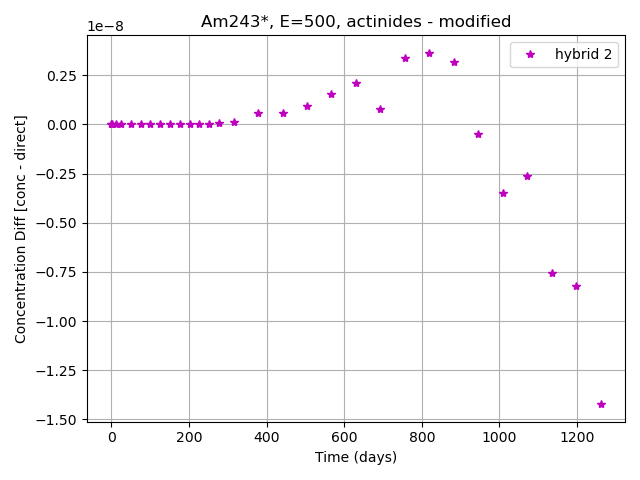 Am243*, E=500, actinides - modified
1e−8
hybrid 2
0.25
0.00
−0.25
−0.50
−0.75
−1.00
−1.25
−1.50
Concentration Diff [conc - direct]
0 200 400 600 800 1000 1200
Time (days)